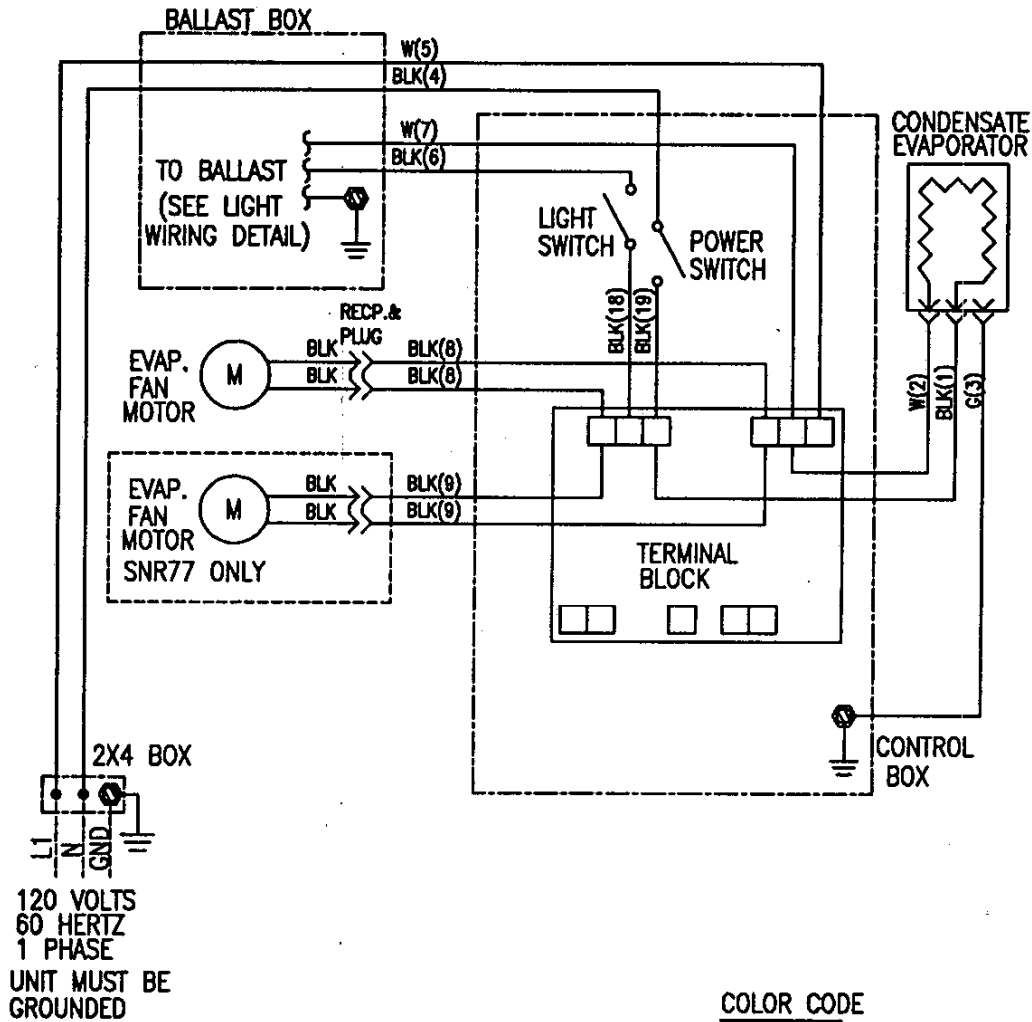 BALLAST BOX
W(5)
BLK(4)
W(7)
BLK(6)
TO BALLAST
(SEE LIGHT
WIRING DETAIL)
LIGHT
SWITCH
POWER
SWITCH
CONDENSATE
EVAPORATOR
BLK(18)
BLK(19)
RECP.&
PLUG
EVAP.
FAN
MOTOR
M
BLK
BLK
BLK(8)
BLK(8)
W(2)
BLK(1)
G(3)
EVAP.
FAN
MOTOR
SNR77 ONLY
M
BLK
BLK
BLK(9)
BLK(9)
TERMINAL
BLOCK
CONTROL
BOX
2X4 BOX
L1
N
GND
120 VOLTS
60 HERTZ
1 PHASE
UNIT MUST BE
GROUNDED
COLOR CODE